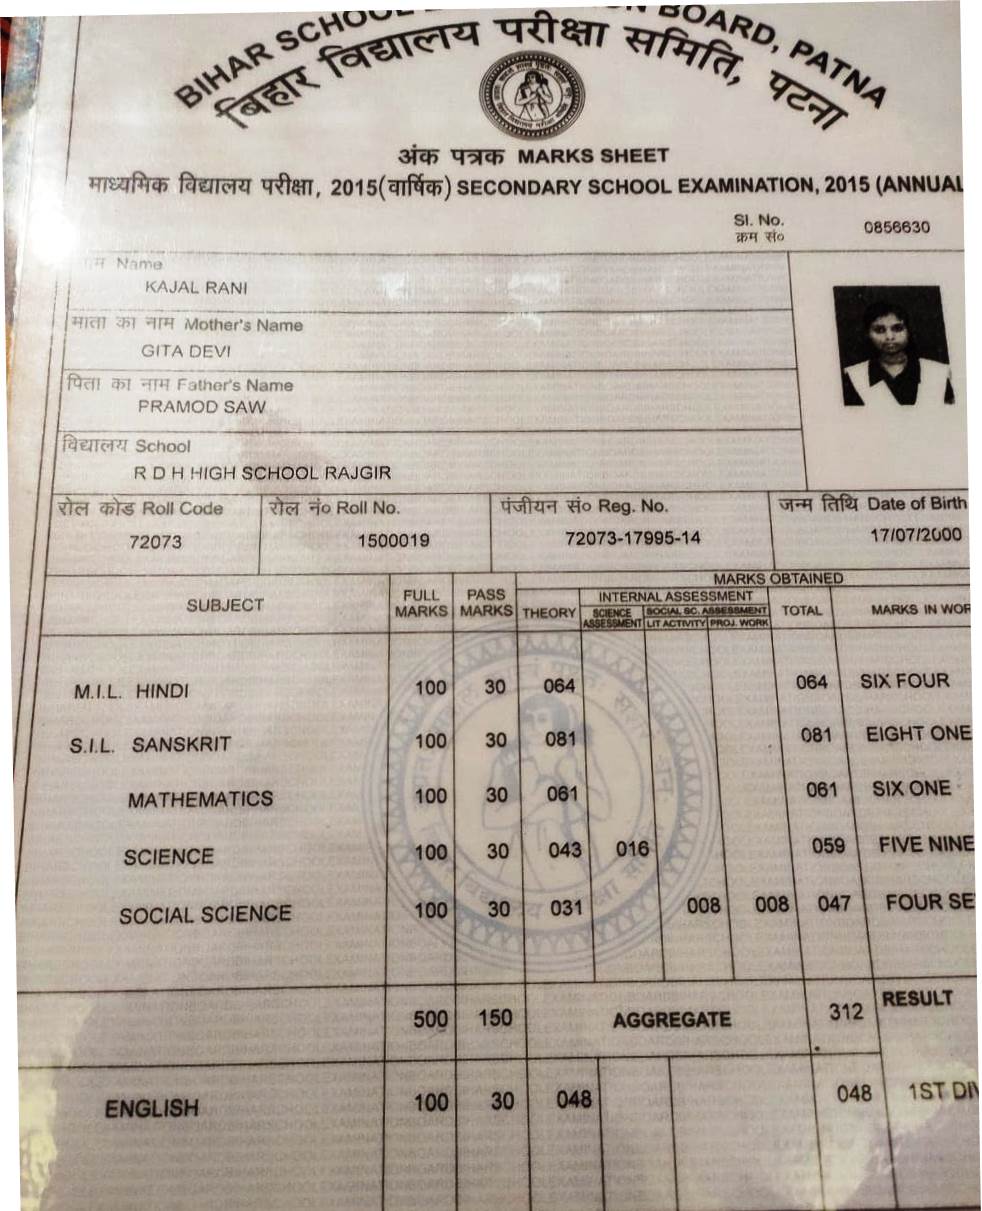 BIHAR SCHOOL BOARD, PATNA
बिहार विद्यालय परीक्षा समिति, पटना
अंक पत्रक MARKS SHEET
माध्यमिक विद्यालय परीक्षा, 2015(वार्षिक) SECONDARY SCHOOL EXAMINATION, 2015 (ANNUAL
Sl. No. 0856630
क्रम सं०
Name
KAJAL RANI
माता का नाम Mother's Name
GITA DEVI
पिता का नाम Father's Name
PRAMOD SAW
विद्यालय School
R D H HIGH SCHOOL RAJGIR
रोल कोड Roll Code रोल नं० Roll No. पंजीयन सं० Reg. No. जन्म तिथि Date of Birth
72073 1500019 72073-17995-14 17/07/2000
MARKS OBTAINED
SUBJECT FULL MARKS PASS MARKS THEORY INTERNAL ASSESSMENT TOTAL MARKS IN WOR
SCIENCE ASSESSMENT SOCIAL SC. ASSESSMENT
LIT ACTIVITY PROJ. WORK
M.I.L. HINDI 100 30 064 064 SIX FOUR
S.I.L. SANSKRIT 100 30 081 081 EIGHT ONE
MATHEMATICS 100 30 061 061 SIX ONE
SCIENCE 100 30 043 016 059 FIVE NINE
SOCIAL SCIENCE 100 30 031 008 008 047 FOUR SE
500 150 AGGREGATE 312 RESULT
ENGLISH 100 30 048 048 1ST DIV